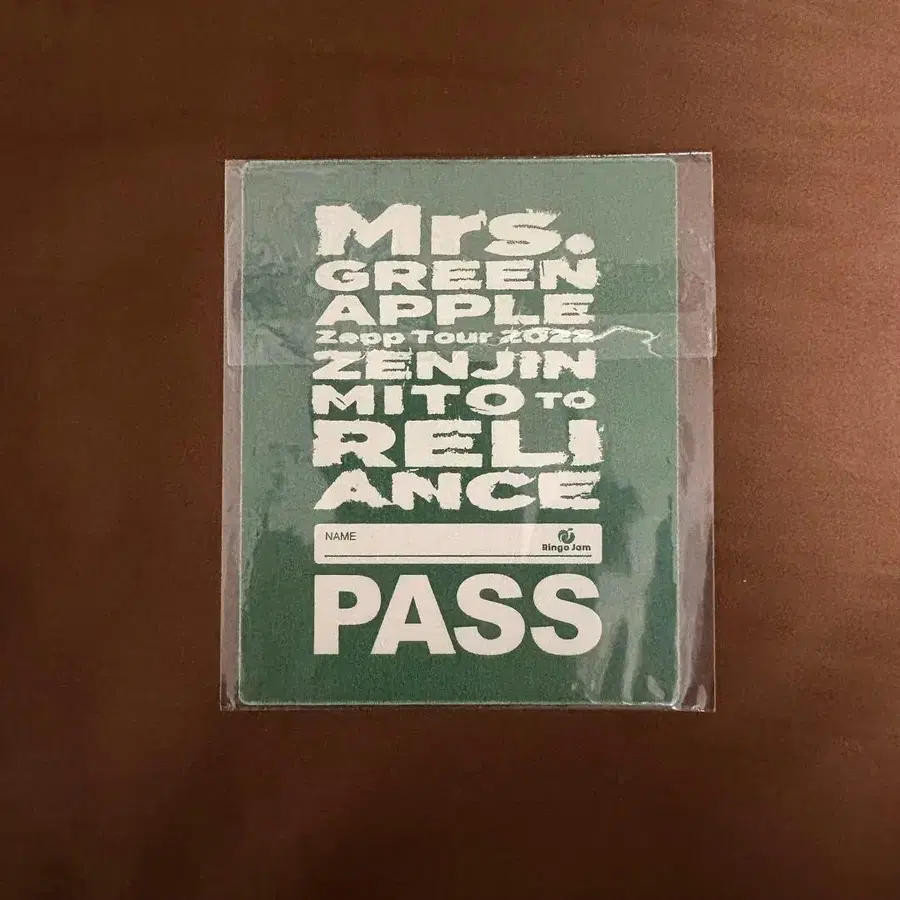 Mrs.
GREEN
APPLE
Zepp Tour 2022
ZENJIN
MITO TO
RELI
ANCE
NAME
Ringo Jam
PASS